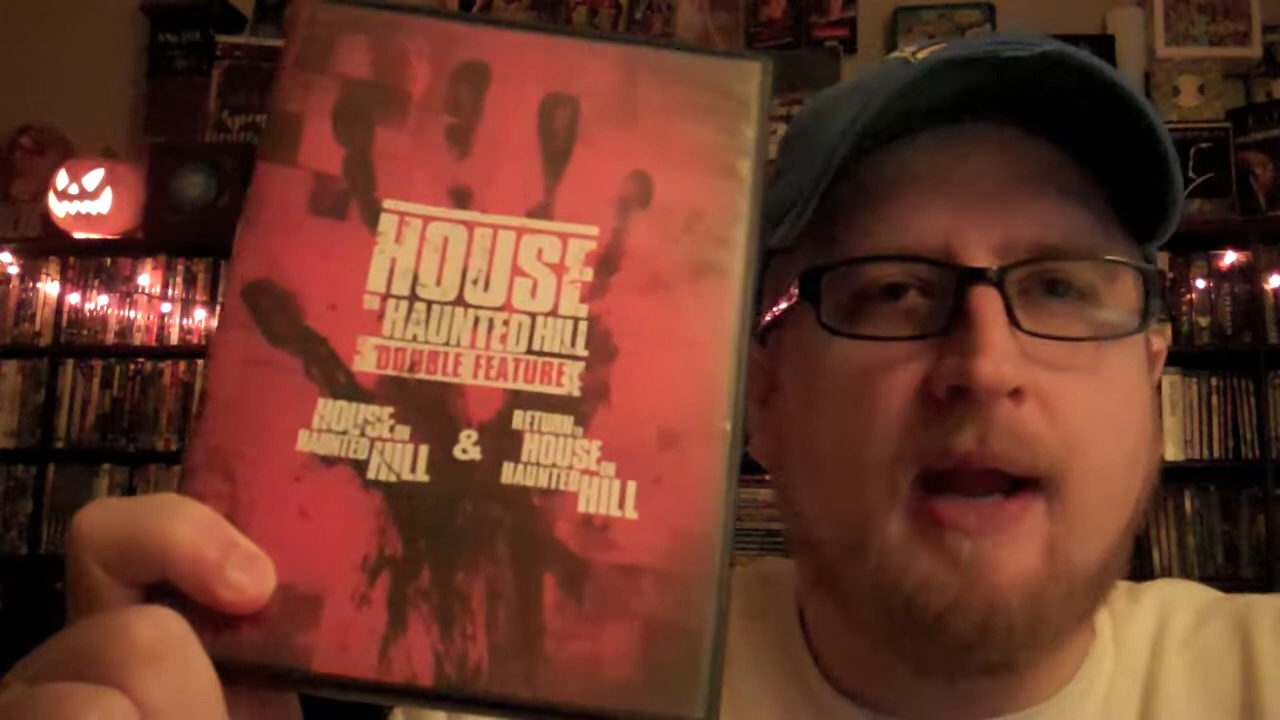 HOUSE
ON HAUNTED HILL
DOUBLE FEATURE
HOUSE ON
HAUNTED HILL
&
RETURN TO
HOUSE ON
HAUNTED HILL